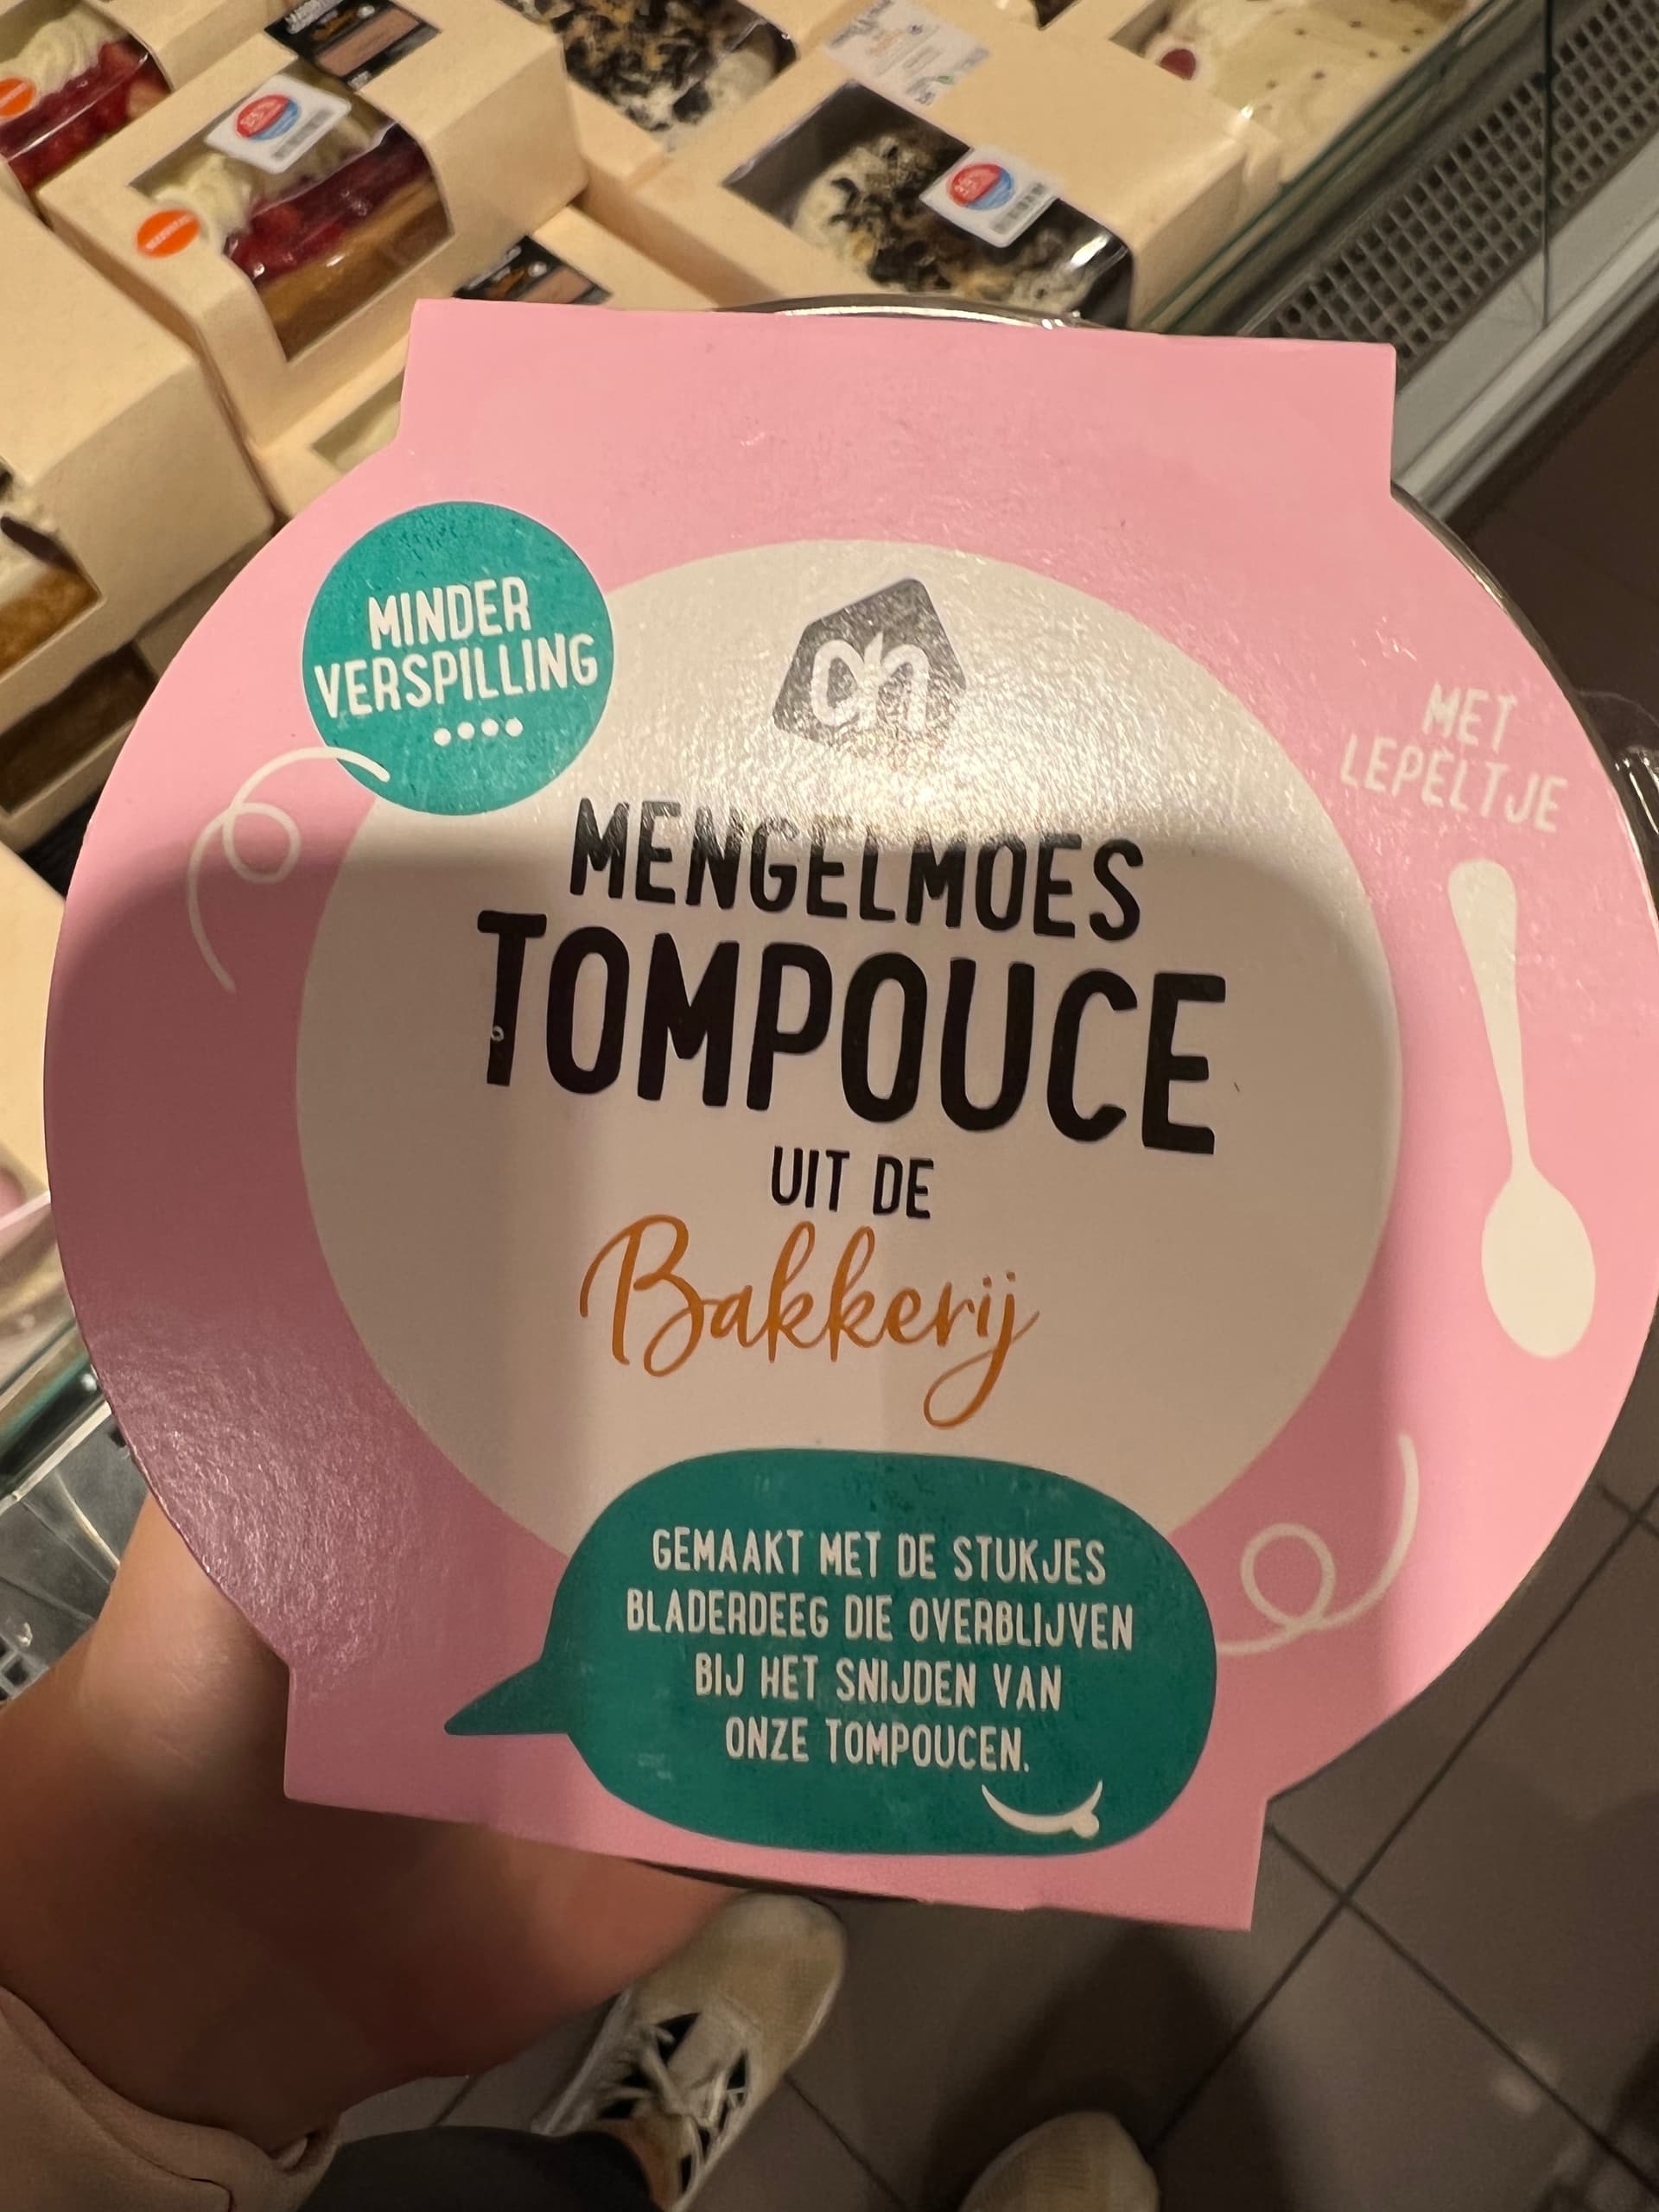 MINDER
VERSPILLING
ah
MET
LEPELTJE
MENGELMOES
TOMPOUCE
UIT DE
Bakkerij
GEMAAKT MET DE STUKJES
BLADERDEEG DIE OVERBLIJVEN
BIJ HET SNIJDEN VAN
ONZE TOMPOUCEN.